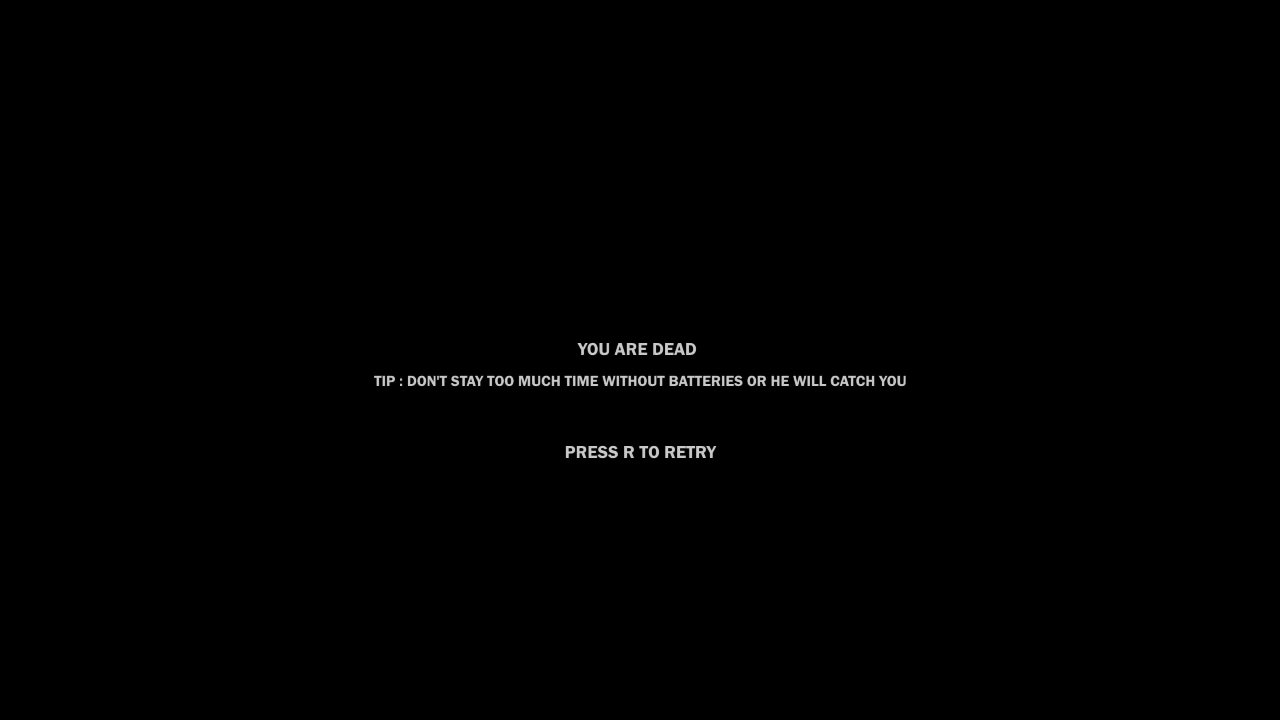 YOU ARE DEAD
TIP : DON'T STAY TOO MUCH TIME WITHOUT BATTERIES OR HE WILL CATCH YOU
PRESS R TO RETRY